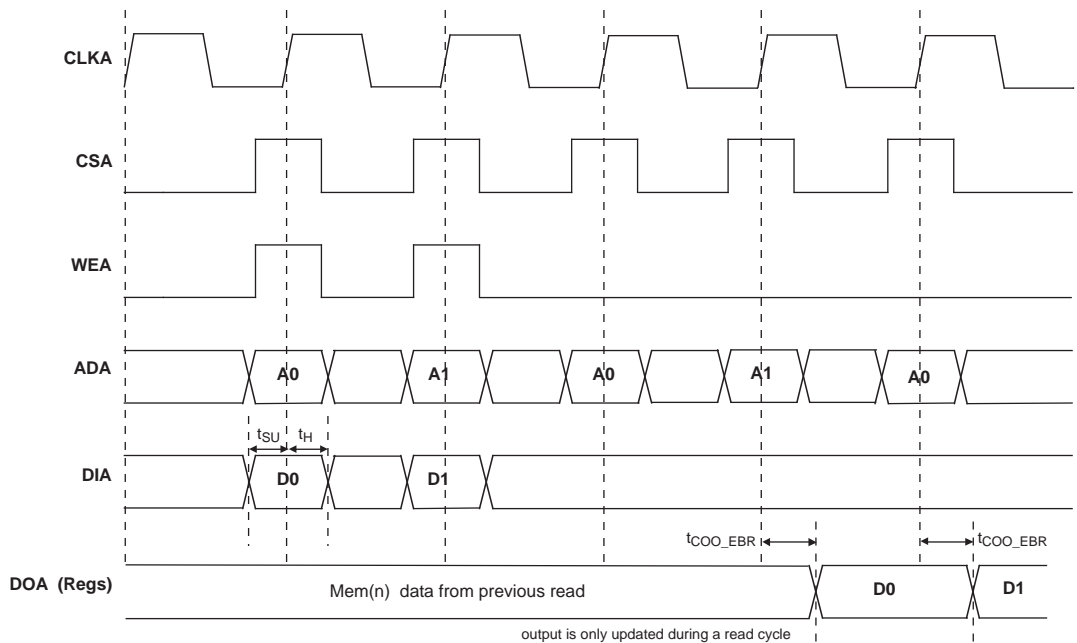 CLKA
CSA
WEA
ADA A0 A1 A0 A1 A0
tSU tH
DIA D0 D1
tCOO_EBR tCOO_EBR
DOA (Regs) Mem(n) data from previous read D0 D1
output is only updated during a read cycle